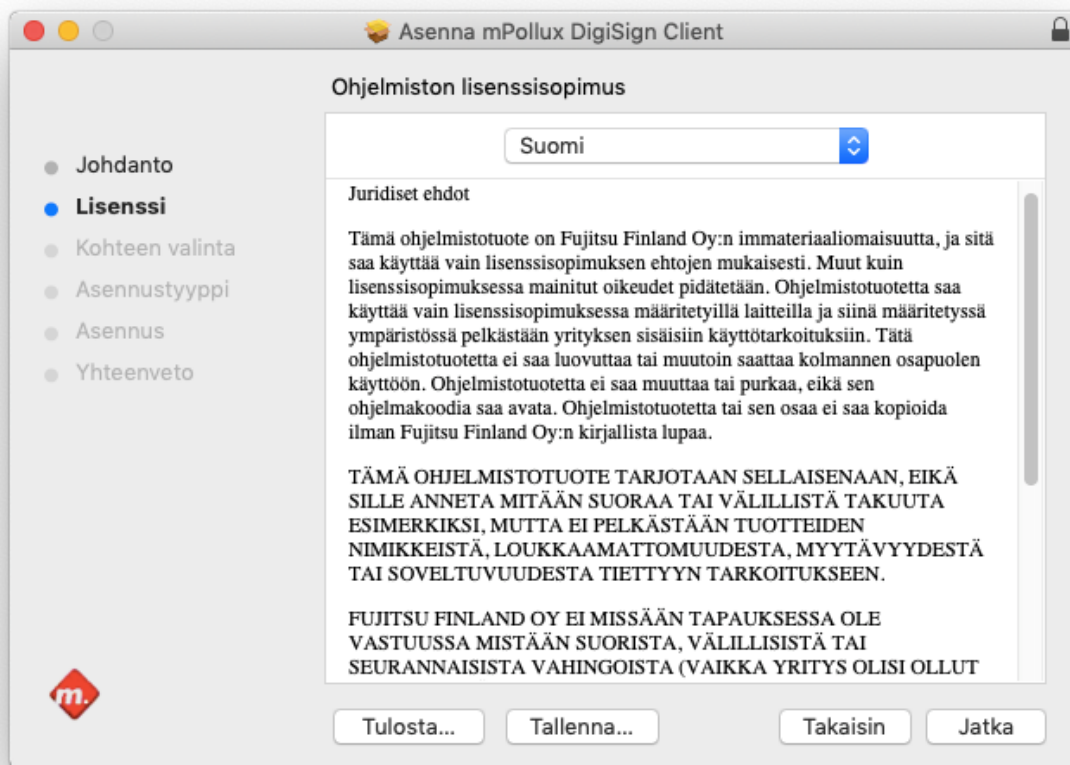 Asenna mPollux DigiSign Client
Ohjelmiston lisenssisopimus
Johdanto
Lisenssi
Kohteen valinta
Asennustyyppi
Asennus
Yhteenveto
Suomi
Juridiset ehdot
Tämä ohjelmistotuote on Fujitsu Finland Oy:n immateriaaliomaisuutta, ja sitä
saa käyttää vain lisenssisopimuksen ehtojen mukaisesti. Muut kuin
lisenssisopimuksessa mainitut oikeudet pidätetään. Ohjelmistotuotetta saa
käyttää vain lisenssisopimuksessa määritetyillä laitteilla ja siinä määritetyssä
ympäristössä pelkästään yrityksen sisäisiin käyttötarkoituksiin. Tätä
ohjelmistotuotetta ei saa luovuttaa tai muutoin saattaa kolmannen osapuolen
käyttöön. Ohjelmistotuotetta ei saa muuttaa tai purkaa, eikä sen
ohjelmakoodia saa avata. Ohjelmistotuotetta tai sen osaa ei saa kopioida
ilman Fujitsu Finland Oy:n kirjallista lupaa.
TÄMÄ OHJELMISTOTUOTE TARJOTAAN SELLAISENAAN, EIKÄ
SILLE ANNETA MITÄÄN SUORAA TAI VÄLILLISTÄ TAKUUTA
ESIMERKIKSI, MUTTA EI PELKÄSTÄÄN TUOTTEIDEN
NIMIKKEISTÄ, LOUKKAAMATTOMUUDESTA, MYYTÄVYYDESTÄ
TAI SOVELTUVUUDESTA TIETTYYN TARKOITUKSEEN.
FUJITSU FINLAND OY EI MISSÄÄN TAPAUKSESSA OLE
VASTUUSSA MISTÄÄN SUORISTA, VÄLILLISISTÄ TAI
SEURANNAISISTA VAHINGOISTA (VAIKKA YRITYS OLISI OLLUT
m.
Tulosta...
Tallenna...
Takaisin
Jatka